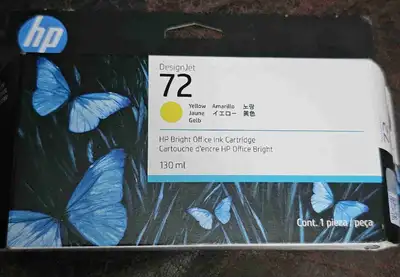 hp
DesignJet
72
Yellow Amarillo 노랑
Jaune イエロー 黃色
Gelb
HP Bright Office Ink Cartridge
Cartouche d'encre HP Office Bright
130 ml
Cont. 1 pieza / peça